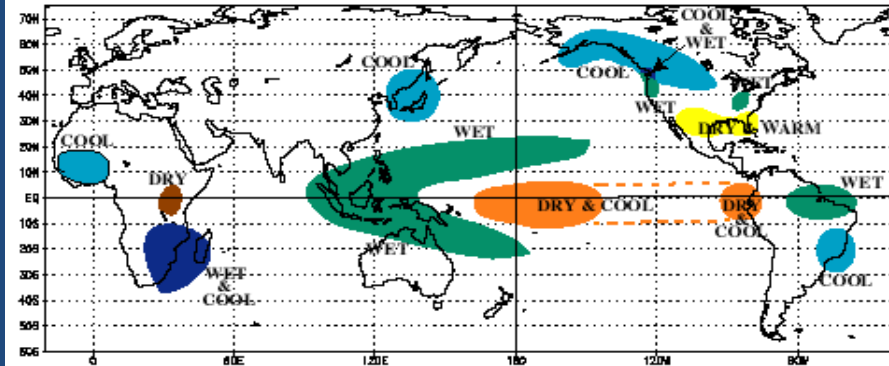 70N
60N
50N
40N
30N
20N
10N
EQ
10S
20S
30S
40S
50S
60S
0
60E
120E
180
120W
60W
COOL
&
WET
COOL
COOL
WET
WET
DRY & WARM
COOL
DRY
WET
WET
DRY & COOL
DRY
&
COOL
WET
WET
&
COOL
COOL